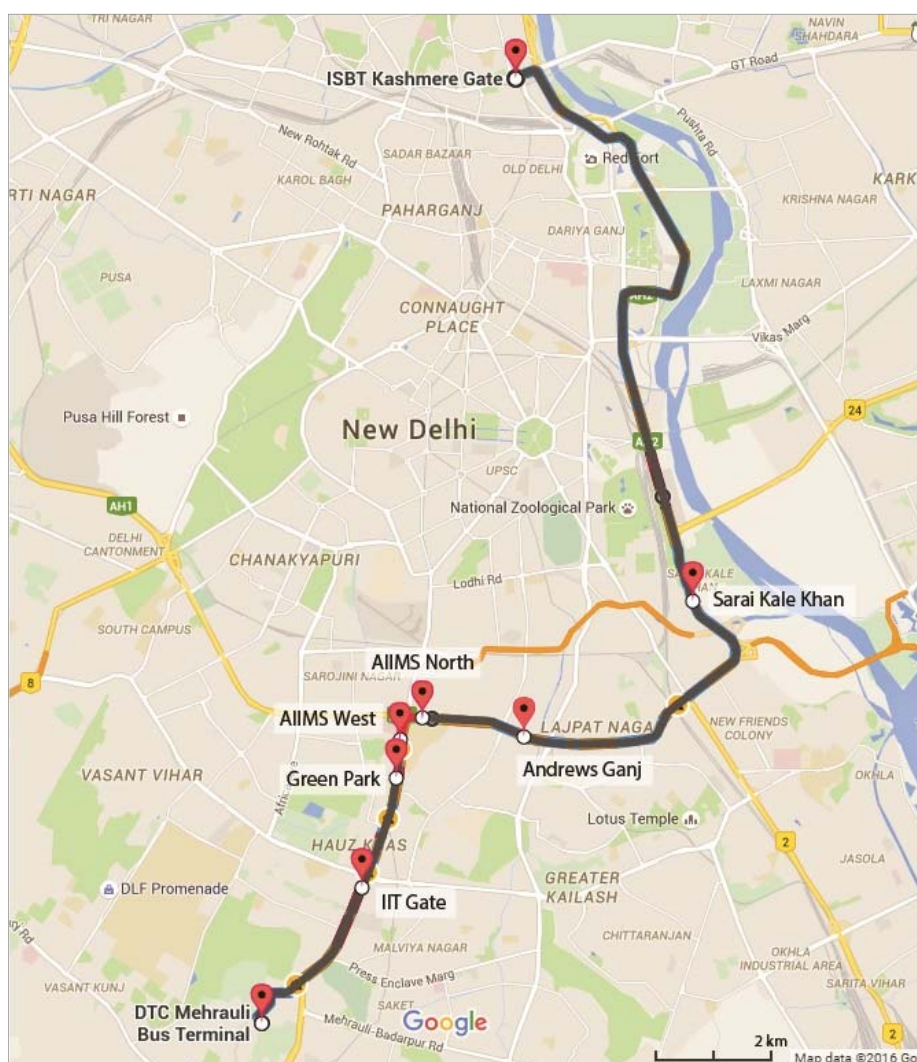 TRI NAGAR
NAVIN
SHAHDARA
ISBT Kashmere Gate
GT Road
New Rohtak Rd
SADAR BAZAAR
OLD DELHI
Red Fort
Pushta Rd
KAROL BAGH
RTI NAGAR
PAHARGANJ
KRISHNA NAGAR
KARK
DARIYA GANJ
PUSA
LAXMI NAGAR
CONNAUGHT
PLACE
AH2
Vikas Marg
Pusa Hill Forest
New Delhi
24
UPSC
National Zoological Park
AH1
DELHI
CANTONMENT
CHANAKYAPURI
Lodhi Rd
Sarai Kale Khan
SOUTH CAMPUS
AIIMS North
8
SAROJINI NAGAR
AIIMS West
LAJPAT NAGA
NEW FRIENDS
COLONY
VASANT VIHAR
Green Park
Andrews Ganj
OKHLA
Lotus Temple
HAUZ KHAS
2
JASOLA
DLF Promenade
IIT Gate
GREATER
KAILASH
CHITTARANJAN
MALVIYA NAGAR
OKHLA
INDUSTRIAL AREA
VASANT KUNJ
Press Enclave Marg
SAKET
SARITA VIHAR
DTC Mehrauli
Bus Terminal
Mehrauli-Badarpur Rd
Google
2
2 km
Map data ©2016 Go